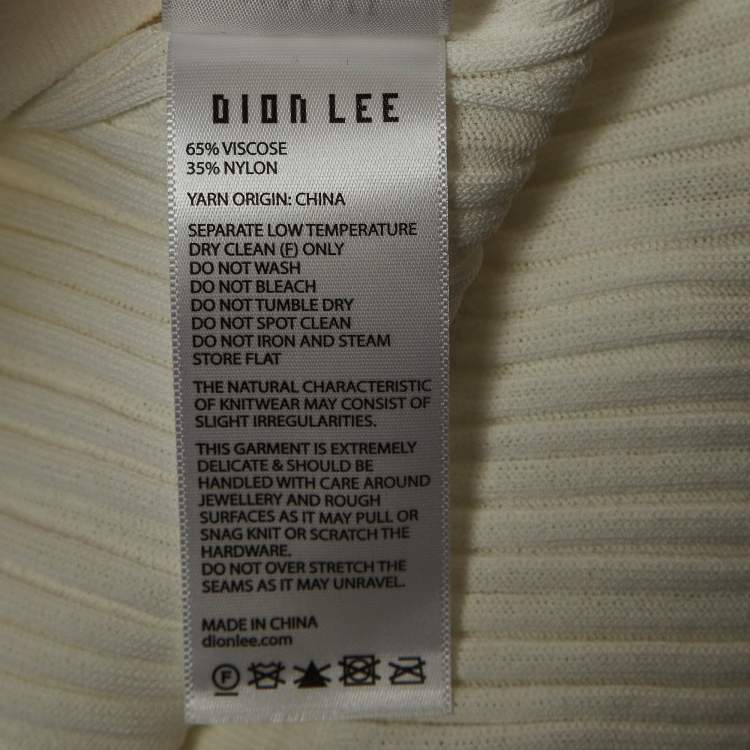 DION LEE
65% VISCOSE
35% NYLON
YARN ORIGIN: CHINA
SEPARATE LOW TEMPERATURE
DRY CLEAN (F) ONLY
DO NOT WASH
DO NOT BLEACH
DO NOT TUMBLE DRY
DO NOT SPOT CLEAN
DO NOT IRON AND STEAM
STORE FLAT
THE NATURAL CHARACTERISTIC
OF KNITWEAR MAY CONSIST OF
SLIGHT IRREGULARITIES.
THIS GARMENT IS EXTREMELY
DELICATE & SHOULD BE
HANDLED WITH CARE AROUND
JEWELLERY AND ROUGH
SURFACES AS IT MAY PULL OR
SNAG KNIT OR SCRATCH THE
HARDWARE.
DO NOT OVER STRETCH THE
SEAMS AS IT MAY UNRAVEL.
MADE IN CHINA
dionlee.com
F